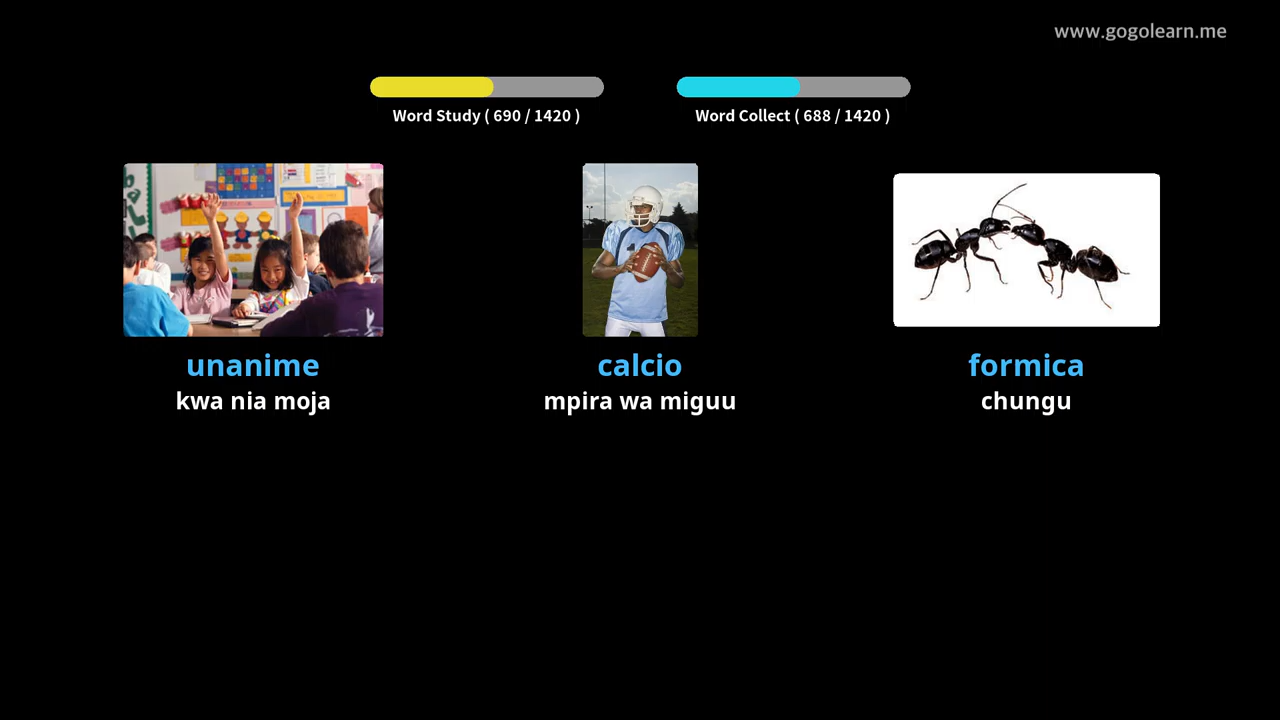 www.gogolearn.me
Word Study ( 690 / 1420 )
Word Collect ( 688 / 1420 )
unanime
kwa nia moja
calcio
mpira wa miguu
formica
chungu